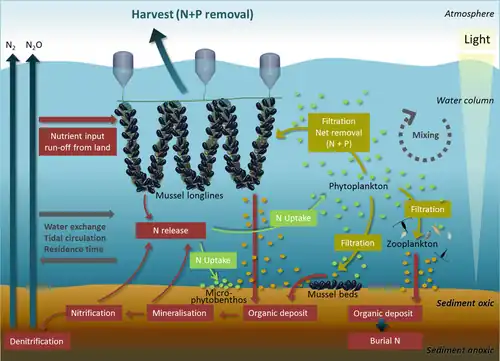 Atmosphere
Harvest (N+P removal)
Light
N2
N2O
Water column
Nutrient input
run-off from land
Filtration
Net removal
(N + P)
Mixing
Phytoplankton
Mussel longlines
Filtration
Water exchange
Tidal circulation
Residence time
N release
N Uptake
Filtration
Zooplankton
N Uptake
Micro-
phytobenthos
Mussel beds
Sediment oxic
Nitrification
Mineralisation
Organic deposit
Organic deposit
Denitrification
Burial N
Sediment anoxic